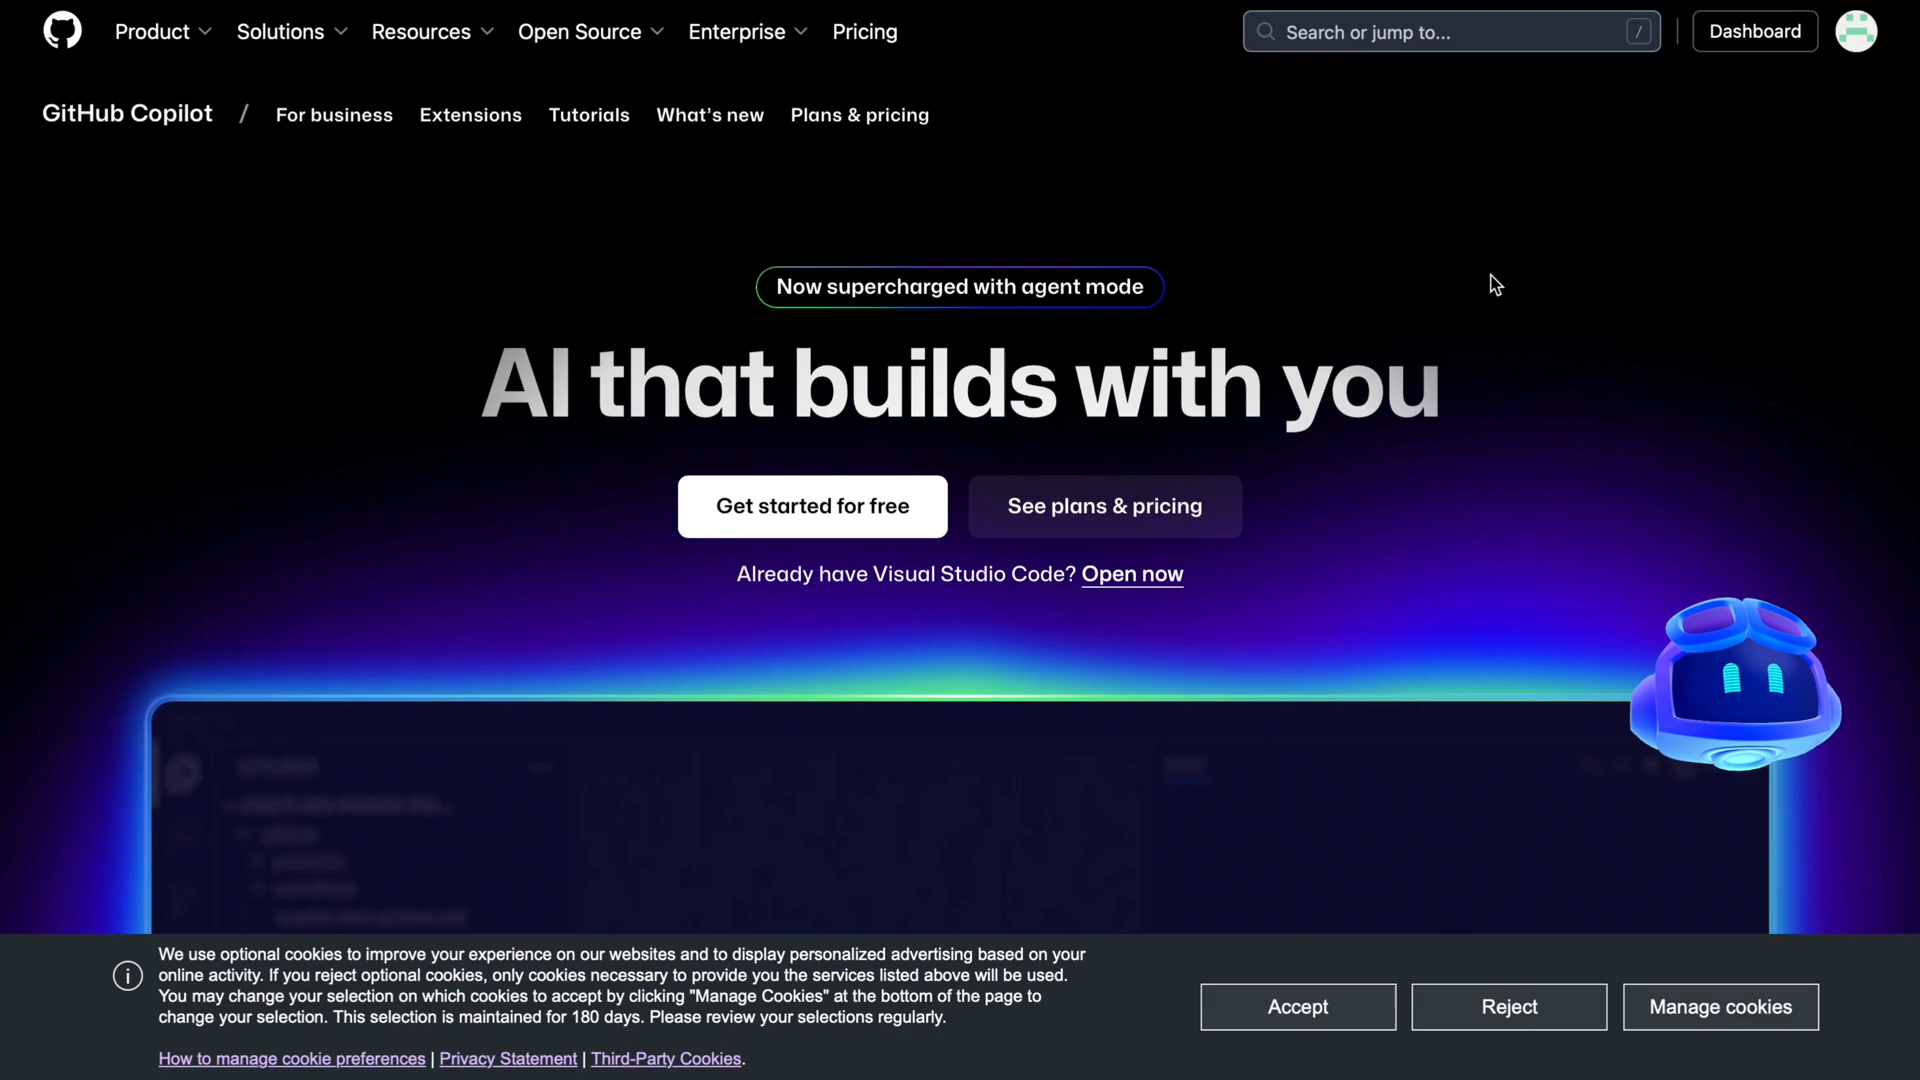 Product
Solutions
Resources
Open Source
Enterprise
Pricing
Search or jump to...
/
Dashboard
GitHub Copilot / For business Extensions Tutorials What's new Plans & pricing
Now supercharged with agent mode
AI that builds with you
Get started for free
See plans & pricing
Already have Visual Studio Code? Open now
We use optional cookies to improve your experience on our websites and to display personalized advertising based on your
online activity. If you reject optional cookies, only cookies necessary to provide you the services listed above will be used.
You may change your selection on which cookies to accept by clicking "Manage Cookies" at the bottom of the page to
change your selection. This selection is maintained for 180 days. Please review your selections regularly.
How to manage cookie preferences | Privacy Statement | Third-Party Cookies.
Accept
Reject
Manage cookies